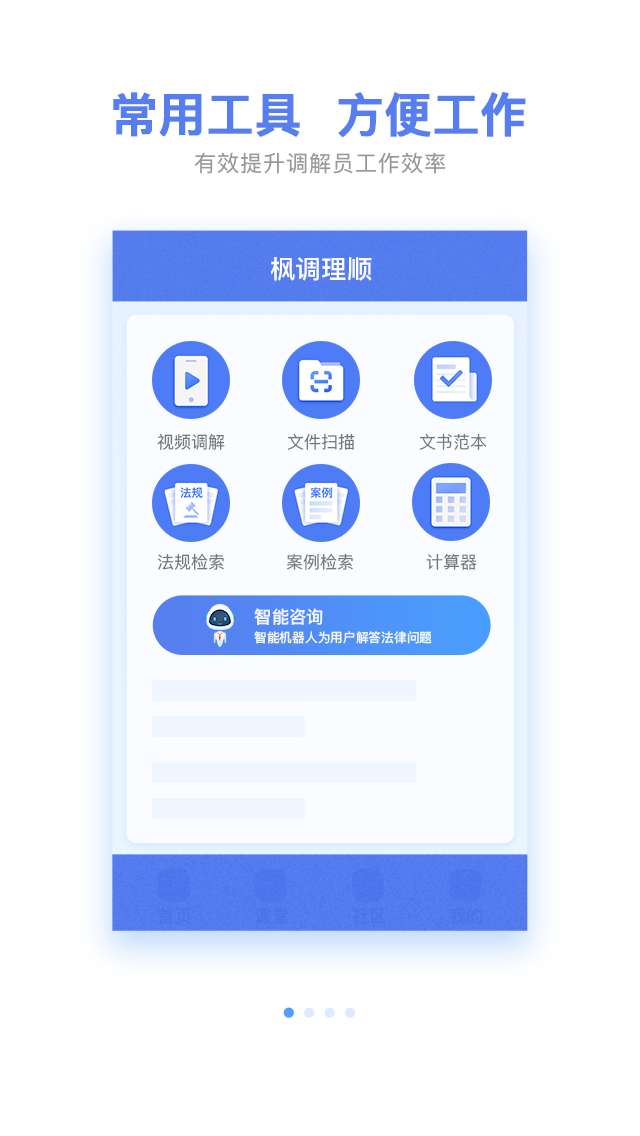 常用工具 方便工作
有效提升调解员工作效率
枫调理顺
视频调解 文件扫描 文书范本
法规 案例
法规检索 案例检索 计算器
智能咨询
智能机器人为用户解答法律问题
首页 课堂 社区 我的